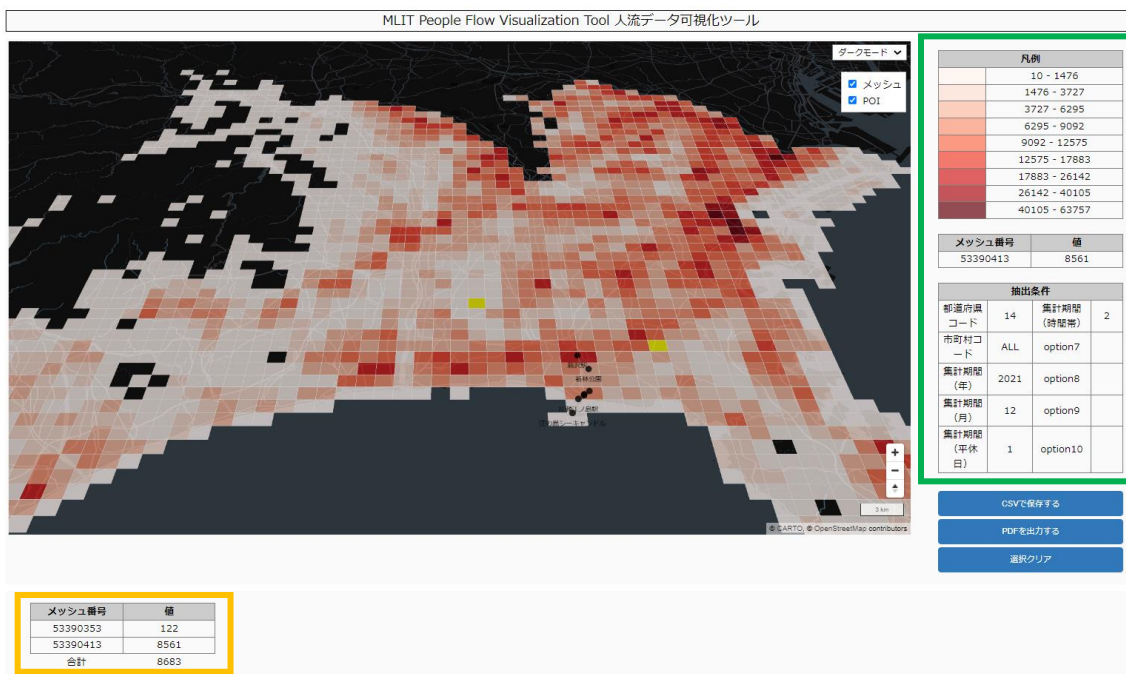 MLIT People Flow Visualization Tool 人流データ可視化ツール
ダークモード
メッシュ
POI
新林公園
+
−
3 km
© CARTO, © OpenStreetMap contributors
凡例
10 - 1476
1476 - 3727
3727 - 6295
6295 - 9092
9092 - 12575
12575 - 17883
17883 - 26142
26142 - 40105
40105 - 63757
メッシュ番号 値
53390413 8561
抽出条件
都道府県コード 14 集計期間（時間帯） 2
市町村コード ALL option7
集計期間（年） 2021 option8
集計期間（月） 12 option9
集計期間（平休日） 1 option10
CSVで保存する
PDFを出力する
選択クリア
メッシュ番号 値
53390353 122
53390413 8561
合計 8683